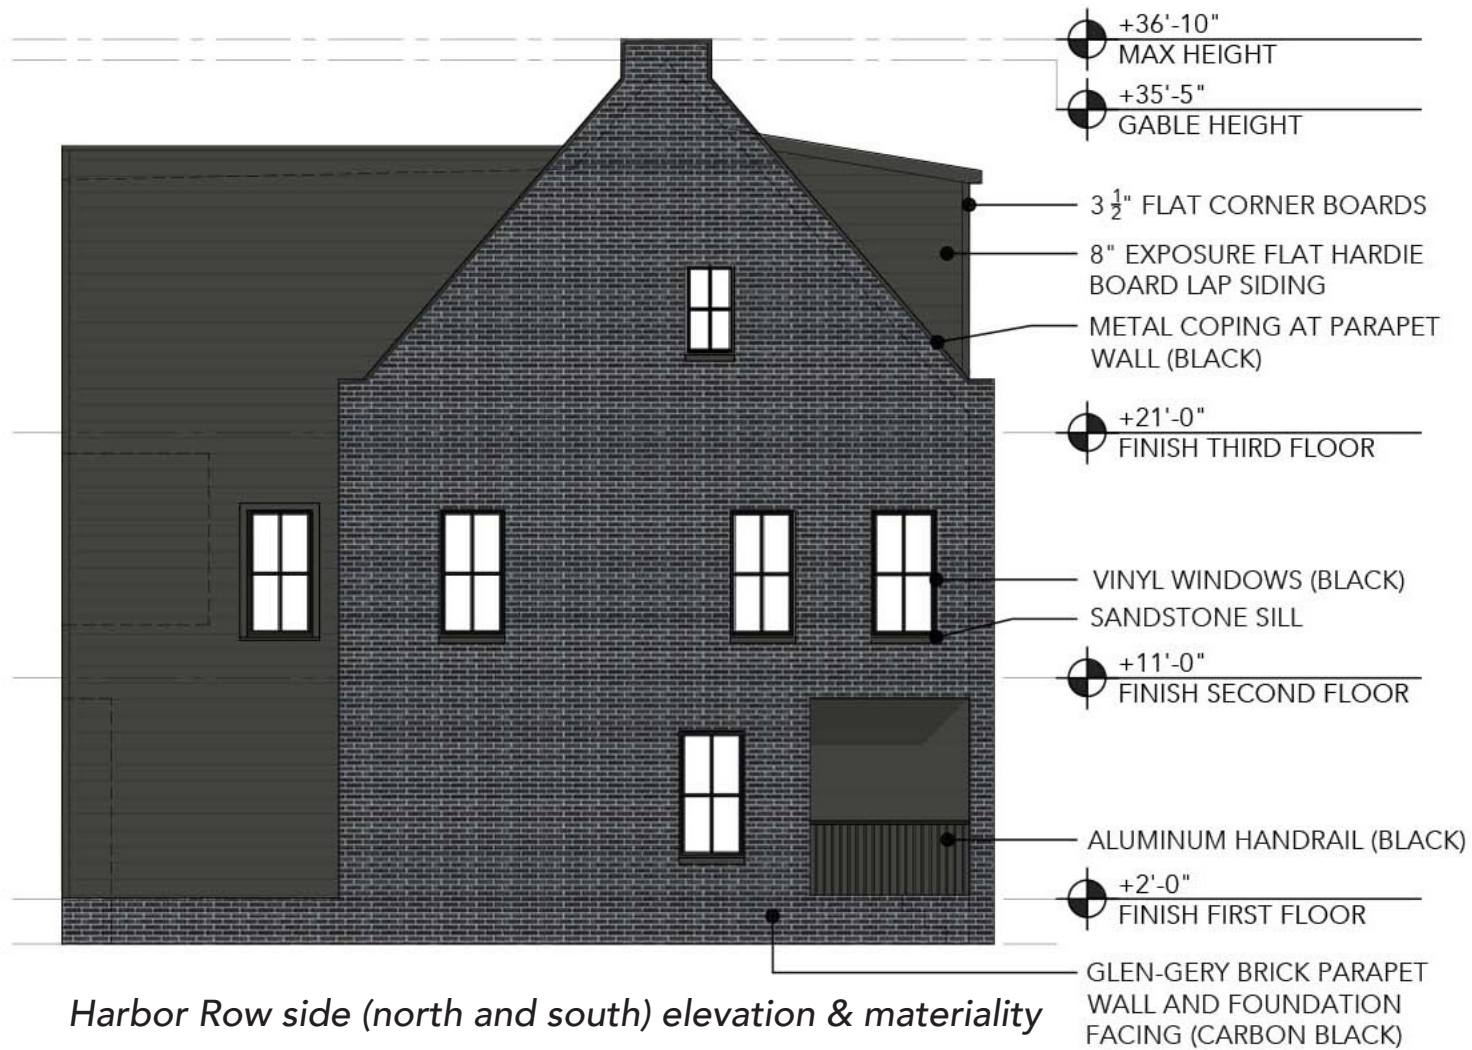 +36'-10"
MAX HEIGHT
+35'-5"
GABLE HEIGHT
3 1/2" FLAT CORNER BOARDS
8" EXPOSURE FLAT HARDIE
BOARD LAP SIDING
METAL COPING AT PARAPET
WALL (BLACK)
+21'-0"
FINISH THIRD FLOOR
VINYL WINDOWS (BLACK)
SANDSTONE SILL
+11'-0"
FINISH SECOND FLOOR
ALUMINUM HANDRAIL (BLACK)
+2'-0"
FINISH FIRST FLOOR
GLEN-GERY BRICK PARAPET
WALL AND FOUNDATION
FACING (CARBON BLACK)
Harbor Row side (north and south) elevation & materiality